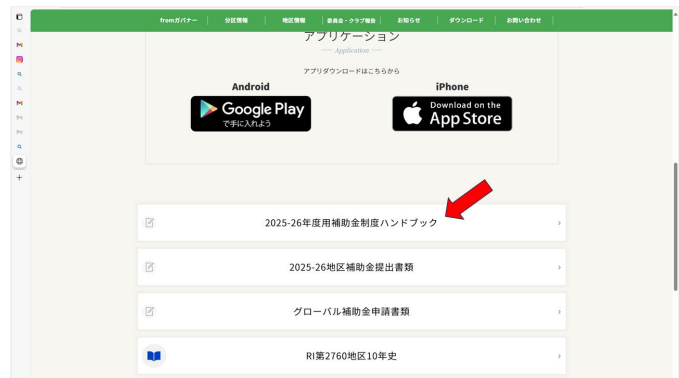 fromガバナー 分区情報 地区情報 委員会・クラブ報告 お知らせ ダウンロード お問い合わせ
アプリケーション
Application
アプリダウンロードはこちらから
Android iPhone
Google Play
で手に入れよう
Download on the
App Store
2025-26年度用補助金制度ハンドブック
2025-26地区補助金提出書類
グローバル補助金申請書類
RI第2760地区10年史